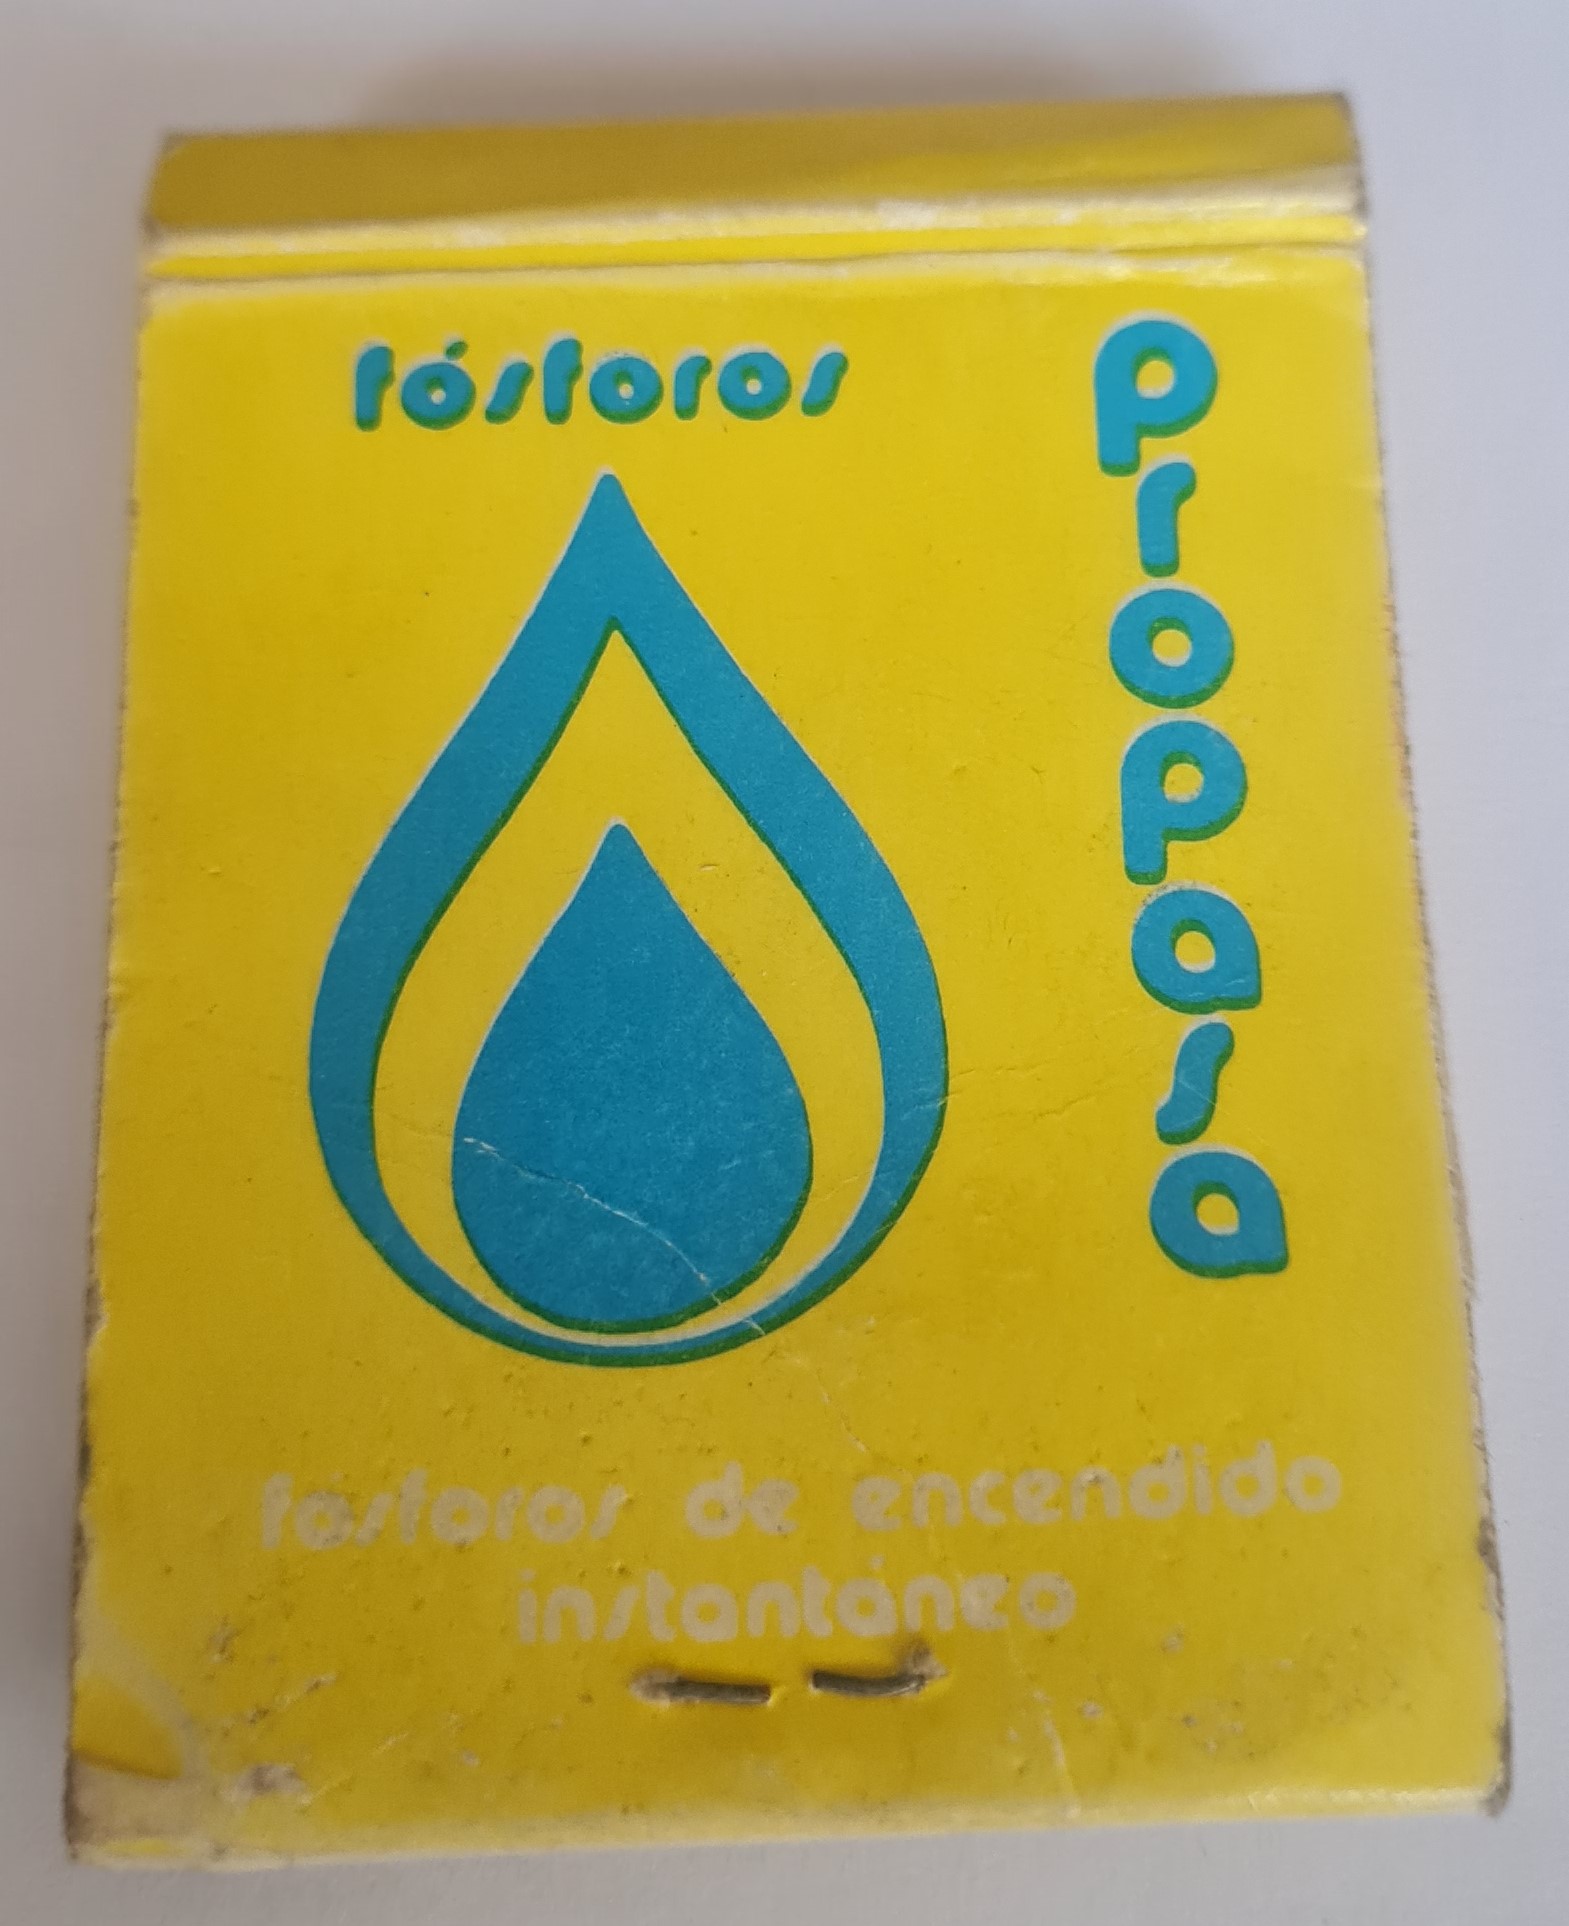 fósforos
propasa
fósforos de encendido
instantáneo